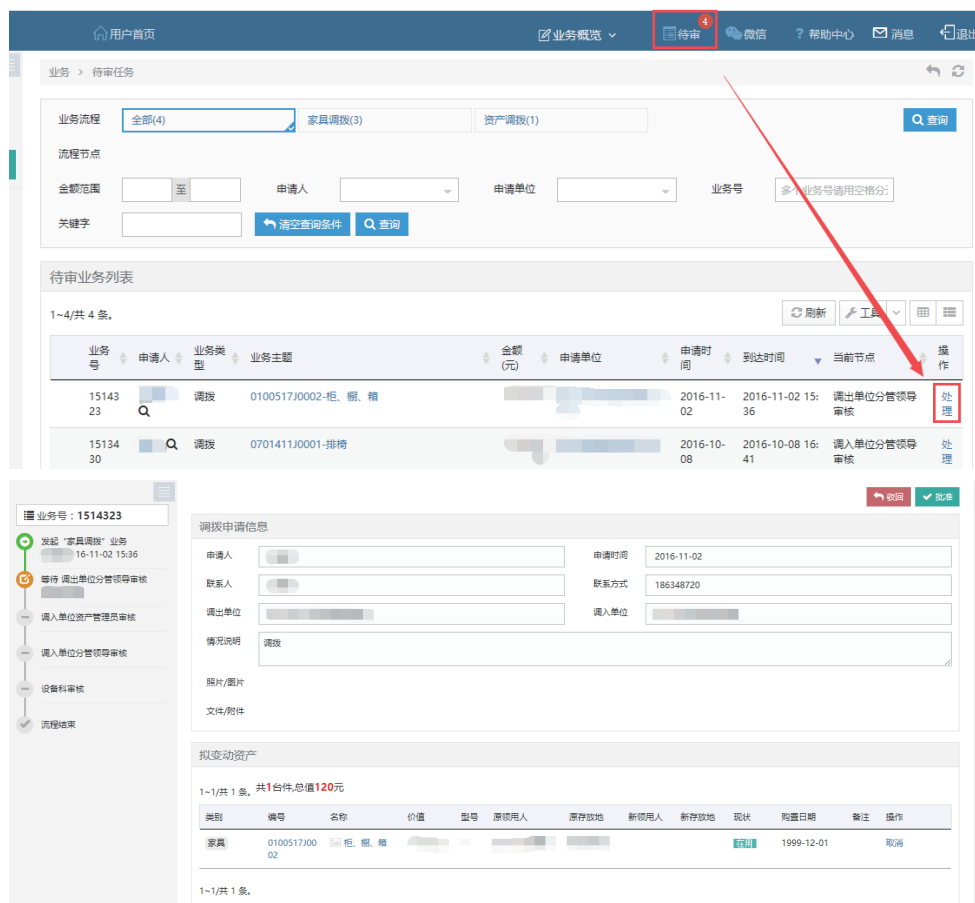 用户首页 业务概览 待审 4 微信 ? 帮助中心 消息 退出
业务 > 待审任务
业务流程 全部(4) 家具调拨(3) 资产调拨(1) 查询
流程节点
金额范围 至 申请人 申请单位 业务号 多个业务号请用空格分
关键字 清空查询条件 查询
待审业务列表
1~4/共 4 条。 刷新 工具
业务号 申请人 业务类型 业务主题 金额(元) 申请单位 申请时间 到达时间 当前节点 操作
1514323 调拨 0100517J0002-柜、橱、箱 2016-11-02 2016-11-02 15:36 调出单位分管领导审核 处理
1513430 调拨 0701411J0001-排椅 2016-10-08 2016-10-08 16:41 调入单位分管领导审核 处理
驳回 批准
业务号：1514323
发起 “家具调拨” 业务
16-11-02 15:36
等待 调出单位分管领导审核
调入单位资产管理员审核
调入单位分管领导审核
设备科审核
流程结束
调拨申请信息
申请人 申请时间 2016-11-02
联系人 联系方式 186348720
调出单位 调入单位
情况说明 调拨
照片/图片
文件/附件
拟变动资产
1~1/共 1 条。 共1台件,总值120元
类别 编号 名称 价值 型号 原领用人 原存放地 新领用人 新存放地 现状 购置日期 备注 操作
家具 0100517J0002 柜、橱、箱 在用 1999-12-01 取消
1~1/共 1 条。